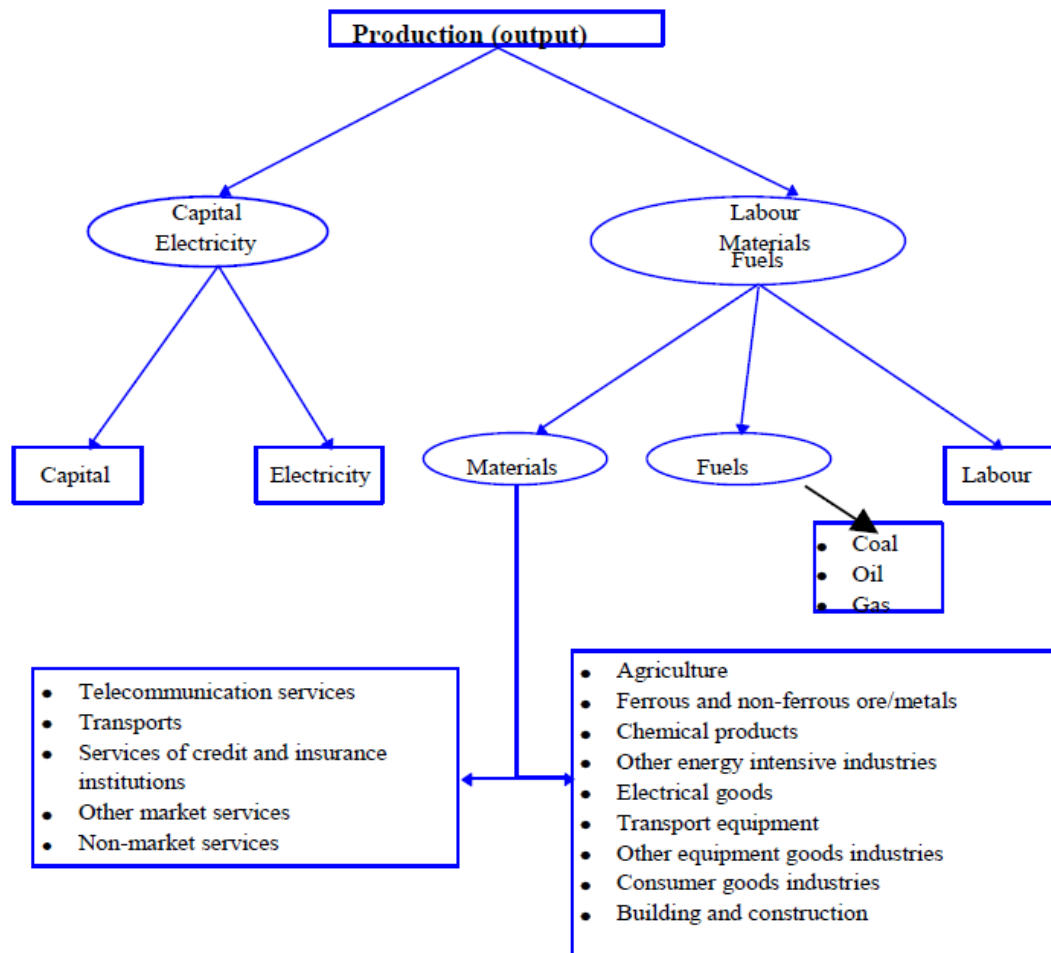 Production (output)
Capital
Electricity
Labour
Materials
Fuels
Capital
Electricity
Materials
Fuels
Labour
• Coal
• Oil
• Gas
• Telecommunication services
• Transports
• Services of credit and insurance
institutions
• Other market services
• Non-market services
• Agriculture
• Ferrous and non-ferrous ore/metals
• Chemical products
• Other energy intensive industries
• Electrical goods
• Transport equipment
• Other equipment goods industries
• Consumer goods industries
• Building and construction